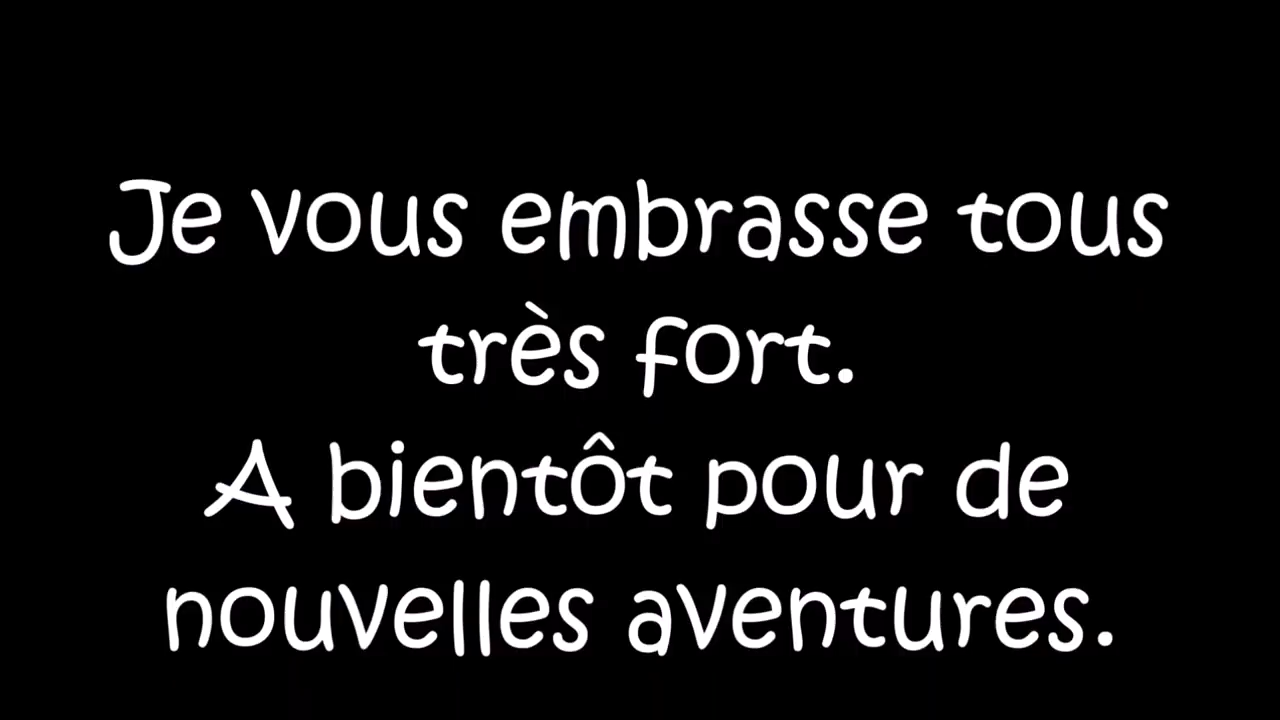 Je vous embrasse tous
très fort.
A bientôt pour de
nouvelles aventures.